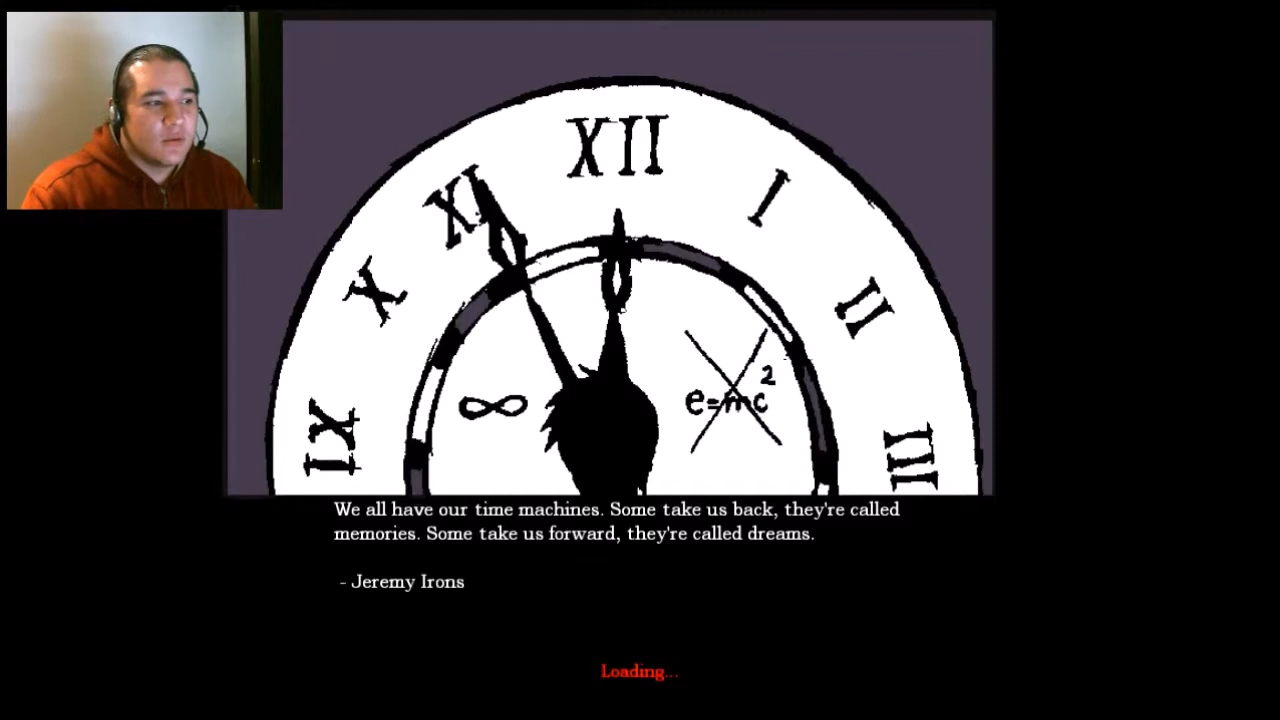 XII
XI
I
X
II
IX
III
∞
e=mc²
We all have our time machines. Some take us back, they're called
memories. Some take us forward, they're called dreams.
- Jeremy Irons
Loading...